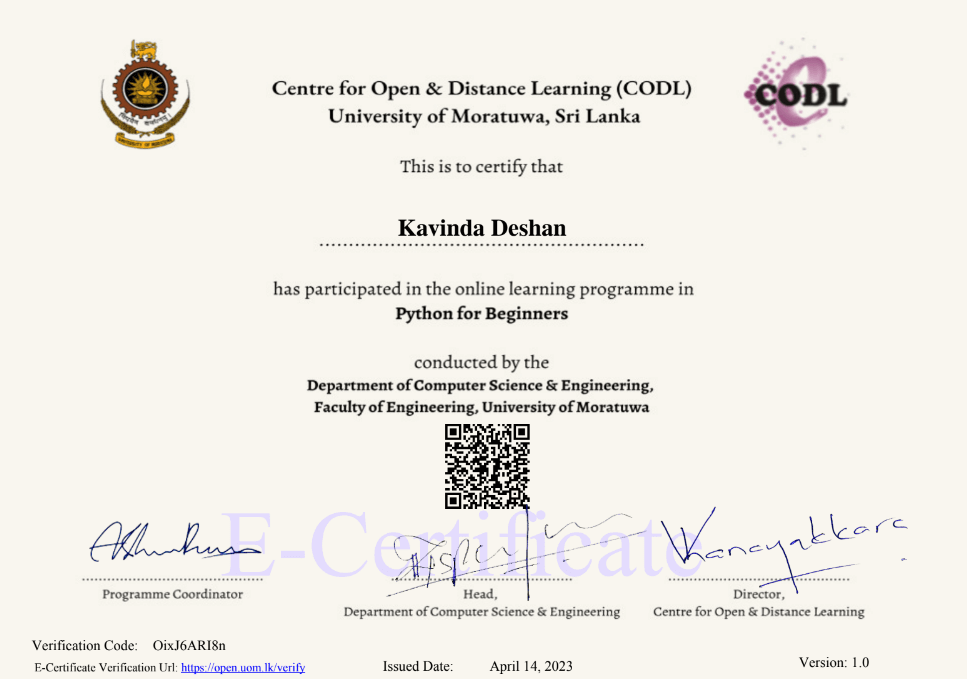 Centre for Open & Distance Learning (CODL)
University of Moratuwa, Sri Lanka
CODL
UNIVERSITY OF MORATUWA
This is to certify that
Kavinda Deshan
has participated in the online learning programme in
Python for Beginners
conducted by the
Department of Computer Science & Engineering,
Faculty of Engineering, University of Moratuwa
E-Certificate
Programme Coordinator
Head,
Department of Computer Science & Engineering
Director,
Centre for Open & Distance Learning
Verification Code: OixJ6ARI8n
E-Certificate Verification Url: https://open.uom.lk/verify
Issued Date: April 14, 2023
Version: 1.0